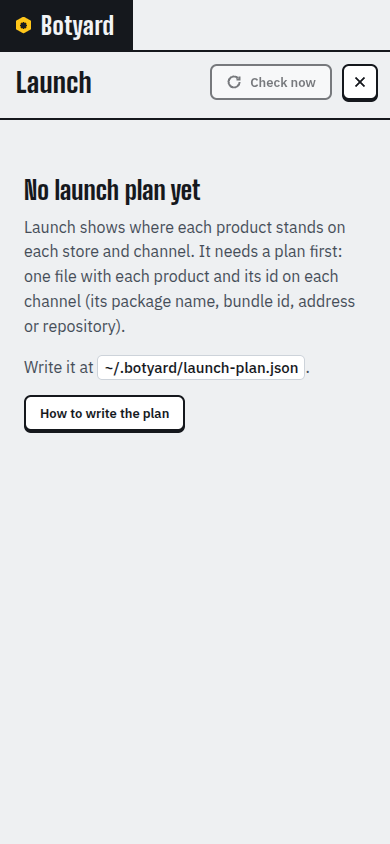 Botyard
Launch
Check now
No launch plan yet
Launch shows where each product stands on
each store and channel. It needs a plan first:
one file with each product and its id on each
channel (its package name, bundle id, address
or repository).
Write it at ~/.botyard/launch-plan.json.
How to write the plan